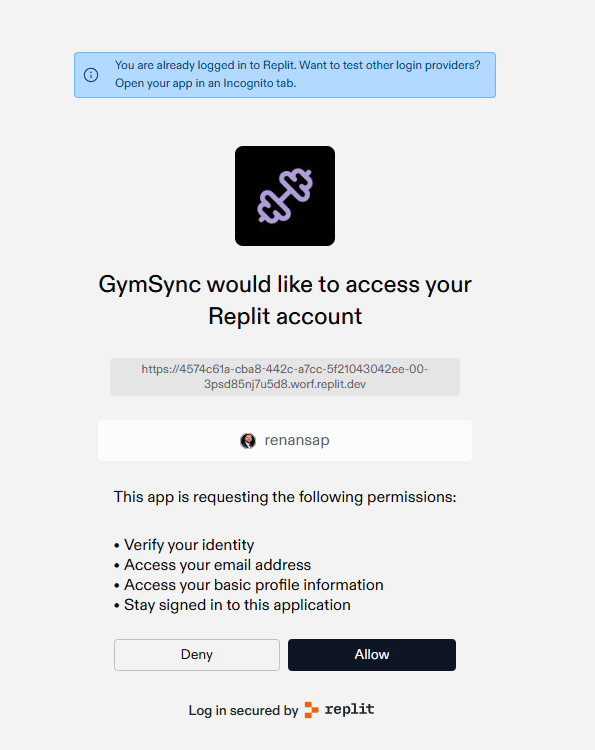 You are already logged in to Replit. Want to test other login providers?
Open your app in an Incognito tab.
GymSync would like to access your
Replit account
https://4574c61a-cba8-442c-a7cc-5f21043042ee-00-
3psd85nj7u5d8.worf.replit.dev
renansap
This app is requesting the following permissions:
• Verify your identity
• Access your email address
• Access your basic profile information
• Stay signed in to this application
Deny
Allow
Log in secured by replit